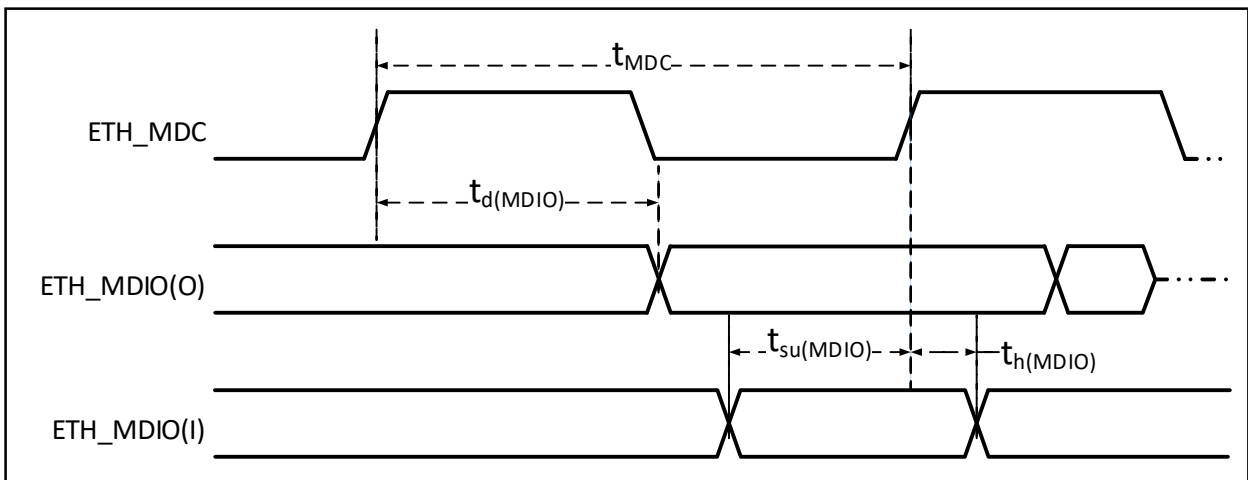 tMDC
ETH_MDC
td(MDIO)
ETH_MDIO(O)
tsu(MDIO)
th(MDIO)
ETH_MDIO(I)